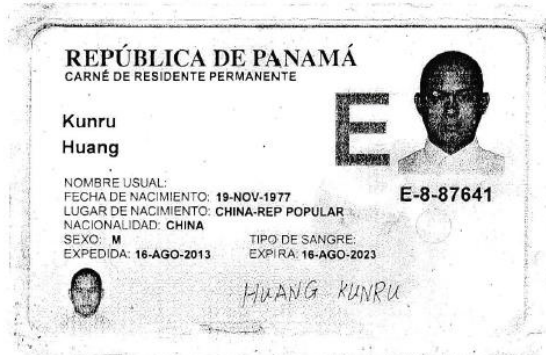 REPÚBLICA DE PANAMÁ
CARNÉ DE RESIDENTE PERMANENTE
Kunru
Huang
E
NOMBRE USUAL:
FECHA DE NACIMIENTO: 19-NOV-1977
E-8-87641
LUGAR DE NACIMIENTO: CHINA-REP POPULAR
NACIONALIDAD: CHINA
SEXO: M TIPO DE SANGRE:
EXPEDIDA: 16-AGO-2013 EXPIRA: 16-AGO-2023
HUANG KUNRU